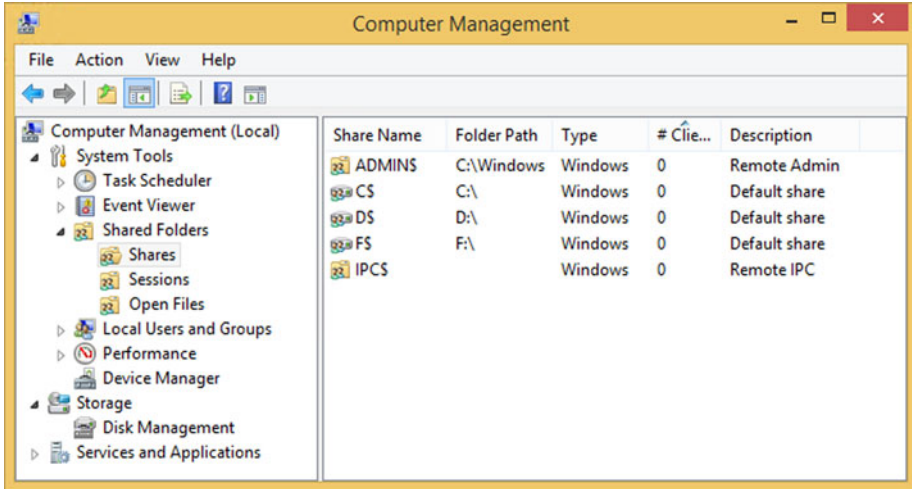 Computer Management
File Action View Help
Computer Management (Local)
System Tools
Task Scheduler
Event Viewer
Shared Folders
Shares
Sessions
Open Files
Local Users and Groups
Performance
Device Manager
Storage
Disk Management
Services and Applications
Share Name Folder Path Type # Clie... Description
ADMIN$ C:\Windows Windows 0 Remote Admin
C$ C:\ Windows 0 Default share
D$ D:\ Windows 0 Default share
F$ F:\ Windows 0 Default share
IPC$ Windows 0 Remote IPC